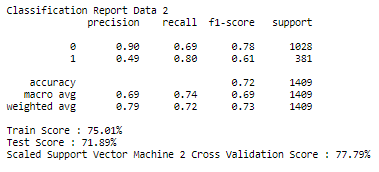 Classification Report Data 2
precision recall f1-score support
0 0.90 0.69 0.78 1028
1 0.49 0.80 0.61 381
accuracy 0.72 1409
macro avg 0.69 0.74 0.69 1409
weighted avg 0.79 0.72 0.73 1409
Train Score : 75.01%
Test Score : 71.89%
Scaled Support Vector Machine 2 Cross Validation Score : 77.79%